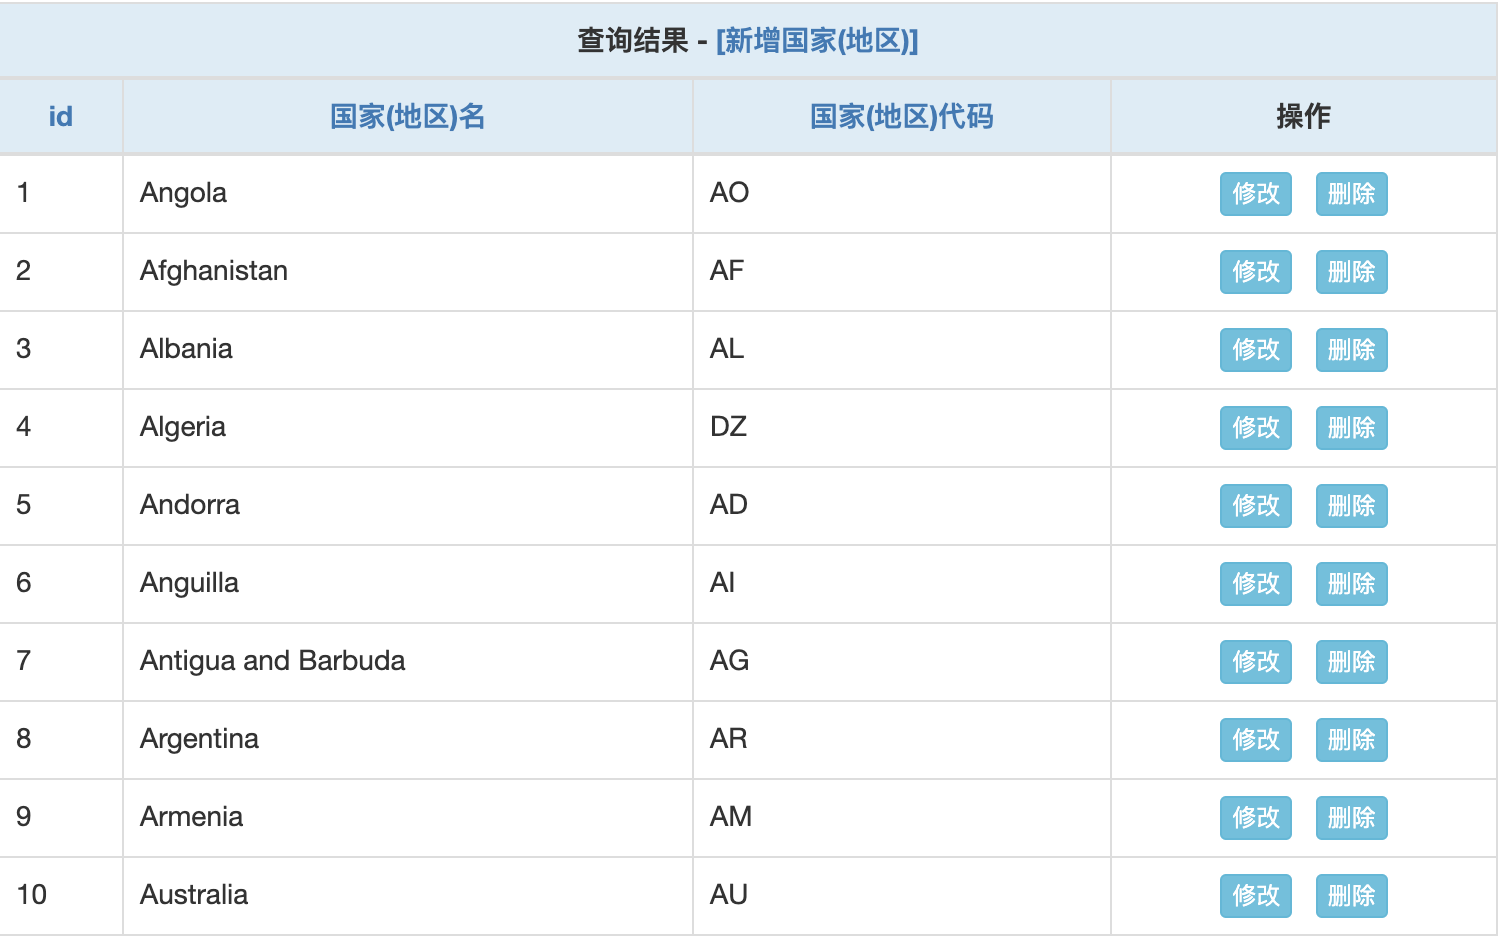 查询结果 - [新增国家(地区)]
id 国家(地区)名 国家(地区)代码 操作
1 Angola AO 修改 删除
2 Afghanistan AF 修改 删除
3 Albania AL 修改 删除
4 Algeria DZ 修改 删除
5 Andorra AD 修改 删除
6 Anguilla AI 修改 删除
7 Antigua and Barbuda AG 修改 删除
8 Argentina AR 修改 删除
9 Armenia AM 修改 删除
10 Australia AU 修改 删除